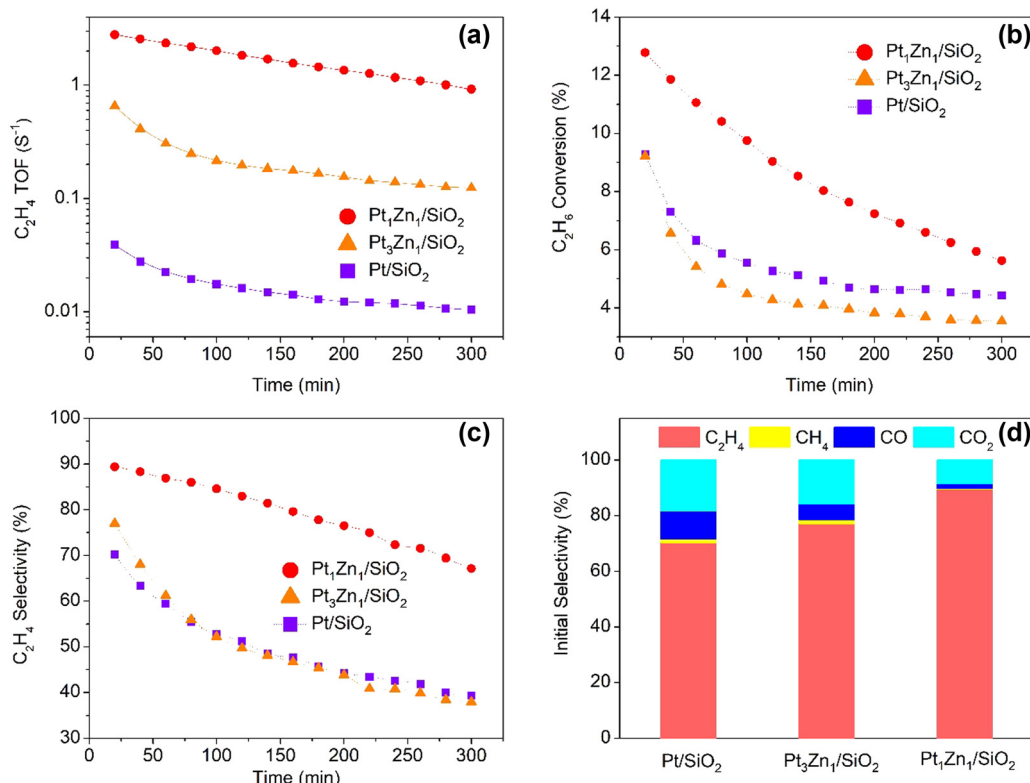 (a)
C₂H₄ TOF (S⁻¹)
1
0.1
0.01
Pt₁Zn₁/SiO₂
Pt₃Zn₁/SiO₂
Pt/SiO₂
0 50 100 150 200 250 300
Time (min)
(b)
C₂H₆ Conversion (%)
14
12
10
8
6
4
Pt₁Zn₁/SiO₂
Pt₃Zn₁/SiO₂
Pt/SiO₂
0 50 100 150 200 250 300
Time (min)
(c)
C₂H₄ Selectivity (%)
100
90
80
70
60
50
40
30
Pt₁Zn₁/SiO₂
Pt₃Zn₁/SiO₂
Pt/SiO₂
0 50 100 150 200 250 300
Time (min)
(d)
C₂H₄ CH₄ CO CO₂
Initial Selectivity (%)
100
80
60
40
20
0
Pt/SiO₂ Pt₃Zn₁/SiO₂ Pt₁Zn₁/SiO₂